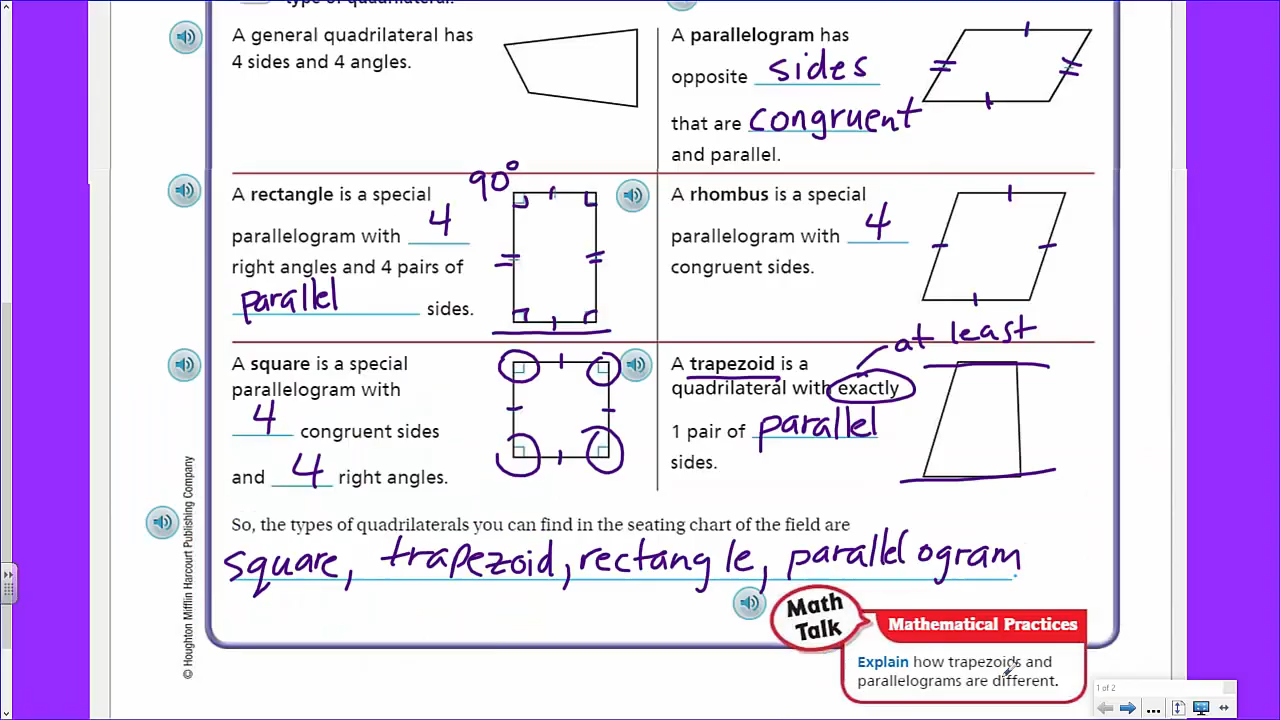 type of quadrilateral.
A general quadrilateral has
4 sides and 4 angles.
A parallelogram has
opposite sides
that are congruent
and parallel.
A rectangle is a special
parallelogram with 4
right angles and 4 pairs of
parallel sides.
90°
A rhombus is a special
parallelogram with 4
congruent sides.
A square is a special
parallelogram with
4 congruent sides
and 4 right angles.
at least
A trapezoid is a
quadrilateral with exactly
1 pair of parallel
sides.
So, the types of quadrilaterals you can find in the seating chart of the field are
square, trapezoid, rectangle, parallelogram.
Math
Talk
Mathematical Practices
Explain how trapezoids and
parallelograms are different.
© Houghton Mifflin Harcourt Publishing Company
1 of 2